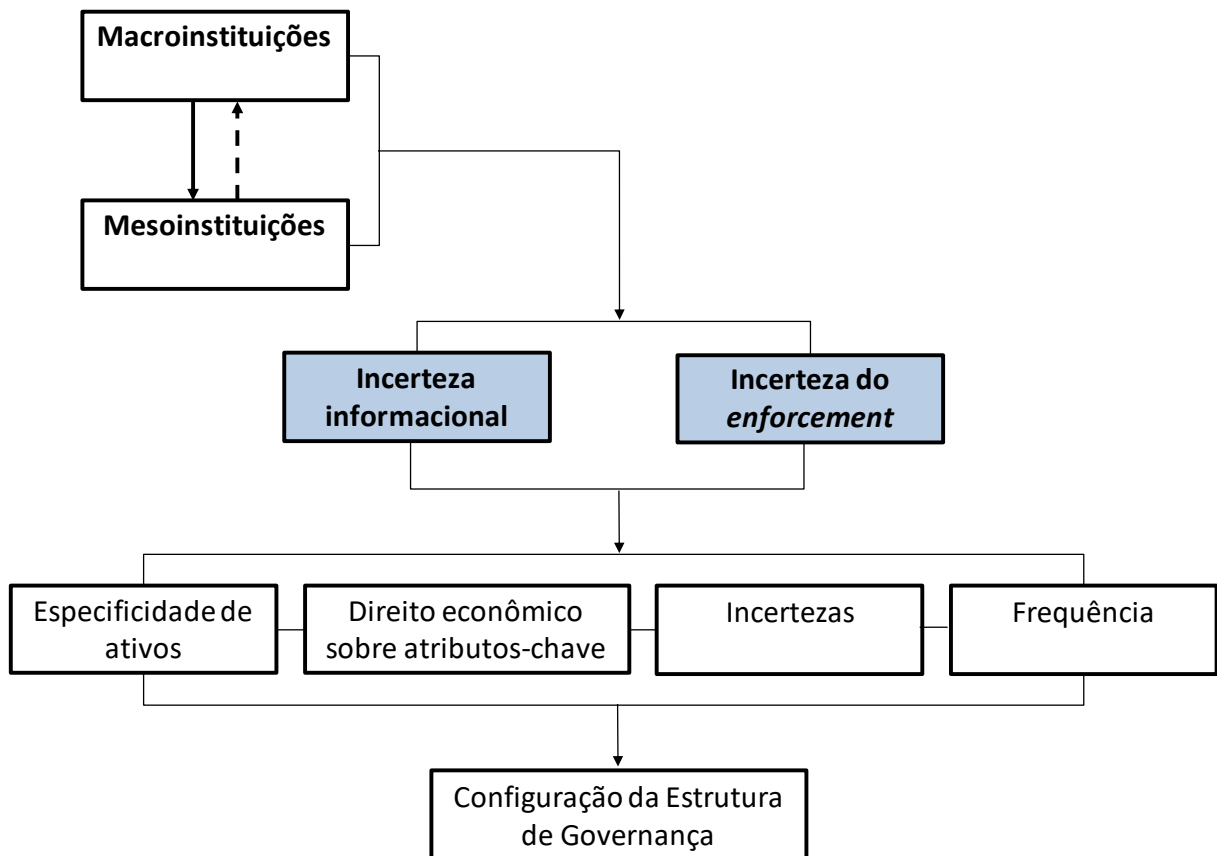 Macroinstituições
Mesoinstituições
Incerteza
informacional
Incerteza do
enforcement
Especificidade de
ativos
Direito econômico
sobre atributos-chave
Incertezas
Frequência
Configuração da Estrutura
de Governança